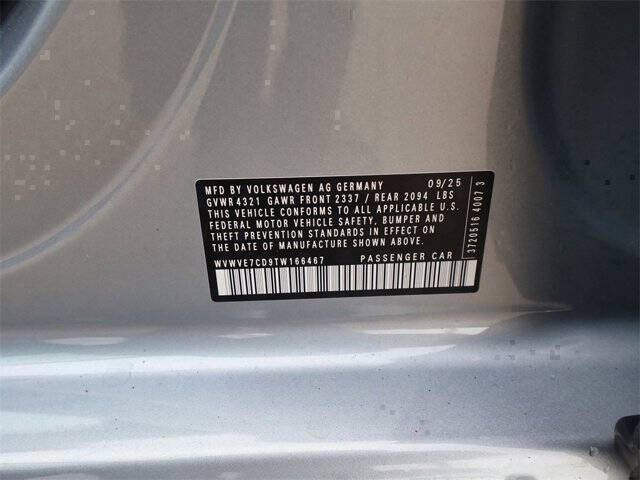 MFD BY VOLKSWAGEN AG GERMANY 09/25
GVWR 4321 GAWR FRONT 2337 / REAR 2094 LBS
THIS VEHICLE CONFORMS TO ALL APPLICABLE U.S.
FEDERAL MOTOR VEHICLE SAFETY, BUMPER AND
THEFT PREVENTION STANDARDS IN EFFECT ON
THE DATE OF MANUFACTURE SHOWN ABOVE.
WVWVE7CD9TW166467 PASSENGER CAR
3720516 4007 3